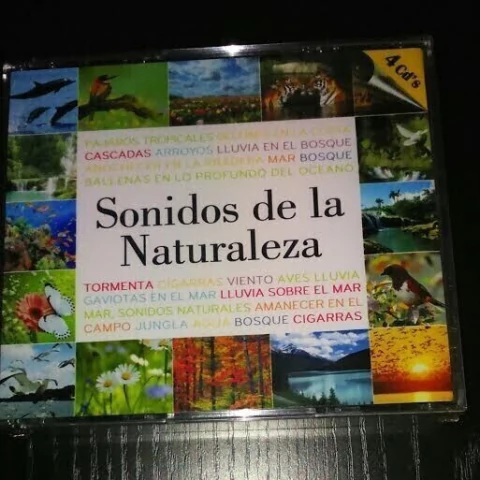 4 Cd's
PAJAROS TROPICALES DELFINES EN LA COSTA
CASCADAS ARROYOS LLUVIA EN EL BOSQUE
ANOCHECER EN LA PRADERA MAR BOSQUE
BALLENAS EN LO PROFUNDO DEL OCEANO
Sonidos de la
Naturaleza
TORMENTA CIGARRAS VIENTO AVES LLUVIA
GAVIOTAS EN EL MAR LLUVIA SOBRE EL MAR
MAR, SONIDOS NATURALES AMANECER EN EL
CAMPO JUNGLA AGUA BOSQUE CIGARRAS